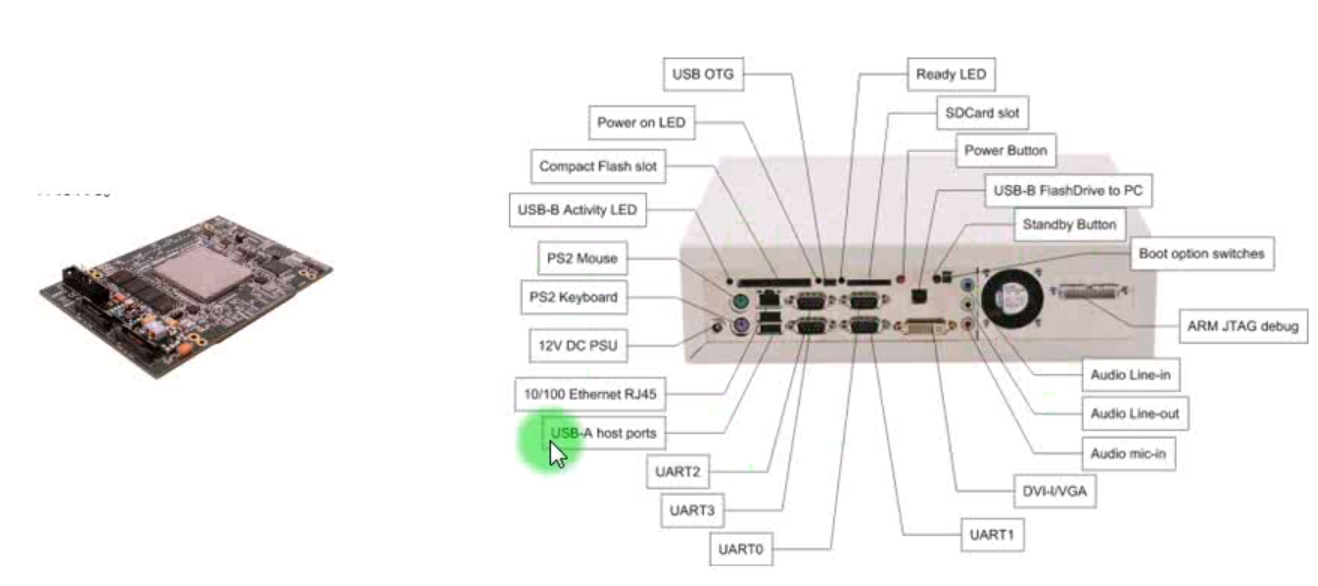 USB OTG
Ready LED
Power on LED
SDCard slot
Compact Flash slot
Power Button
USB-B Activity LED
USB-B FlashDrive to PC
Standby Button
PS2 Mouse
Boot option switches
PS2 Keyboard
12V DC PSU
ARM JTAG debug
10/100 Ethernet RJ45
Audio Line-in
USB-A host ports
Audio Line-out
Audio mic-in
UART2
DVI-I/VGA
UART3
UART1
UART0